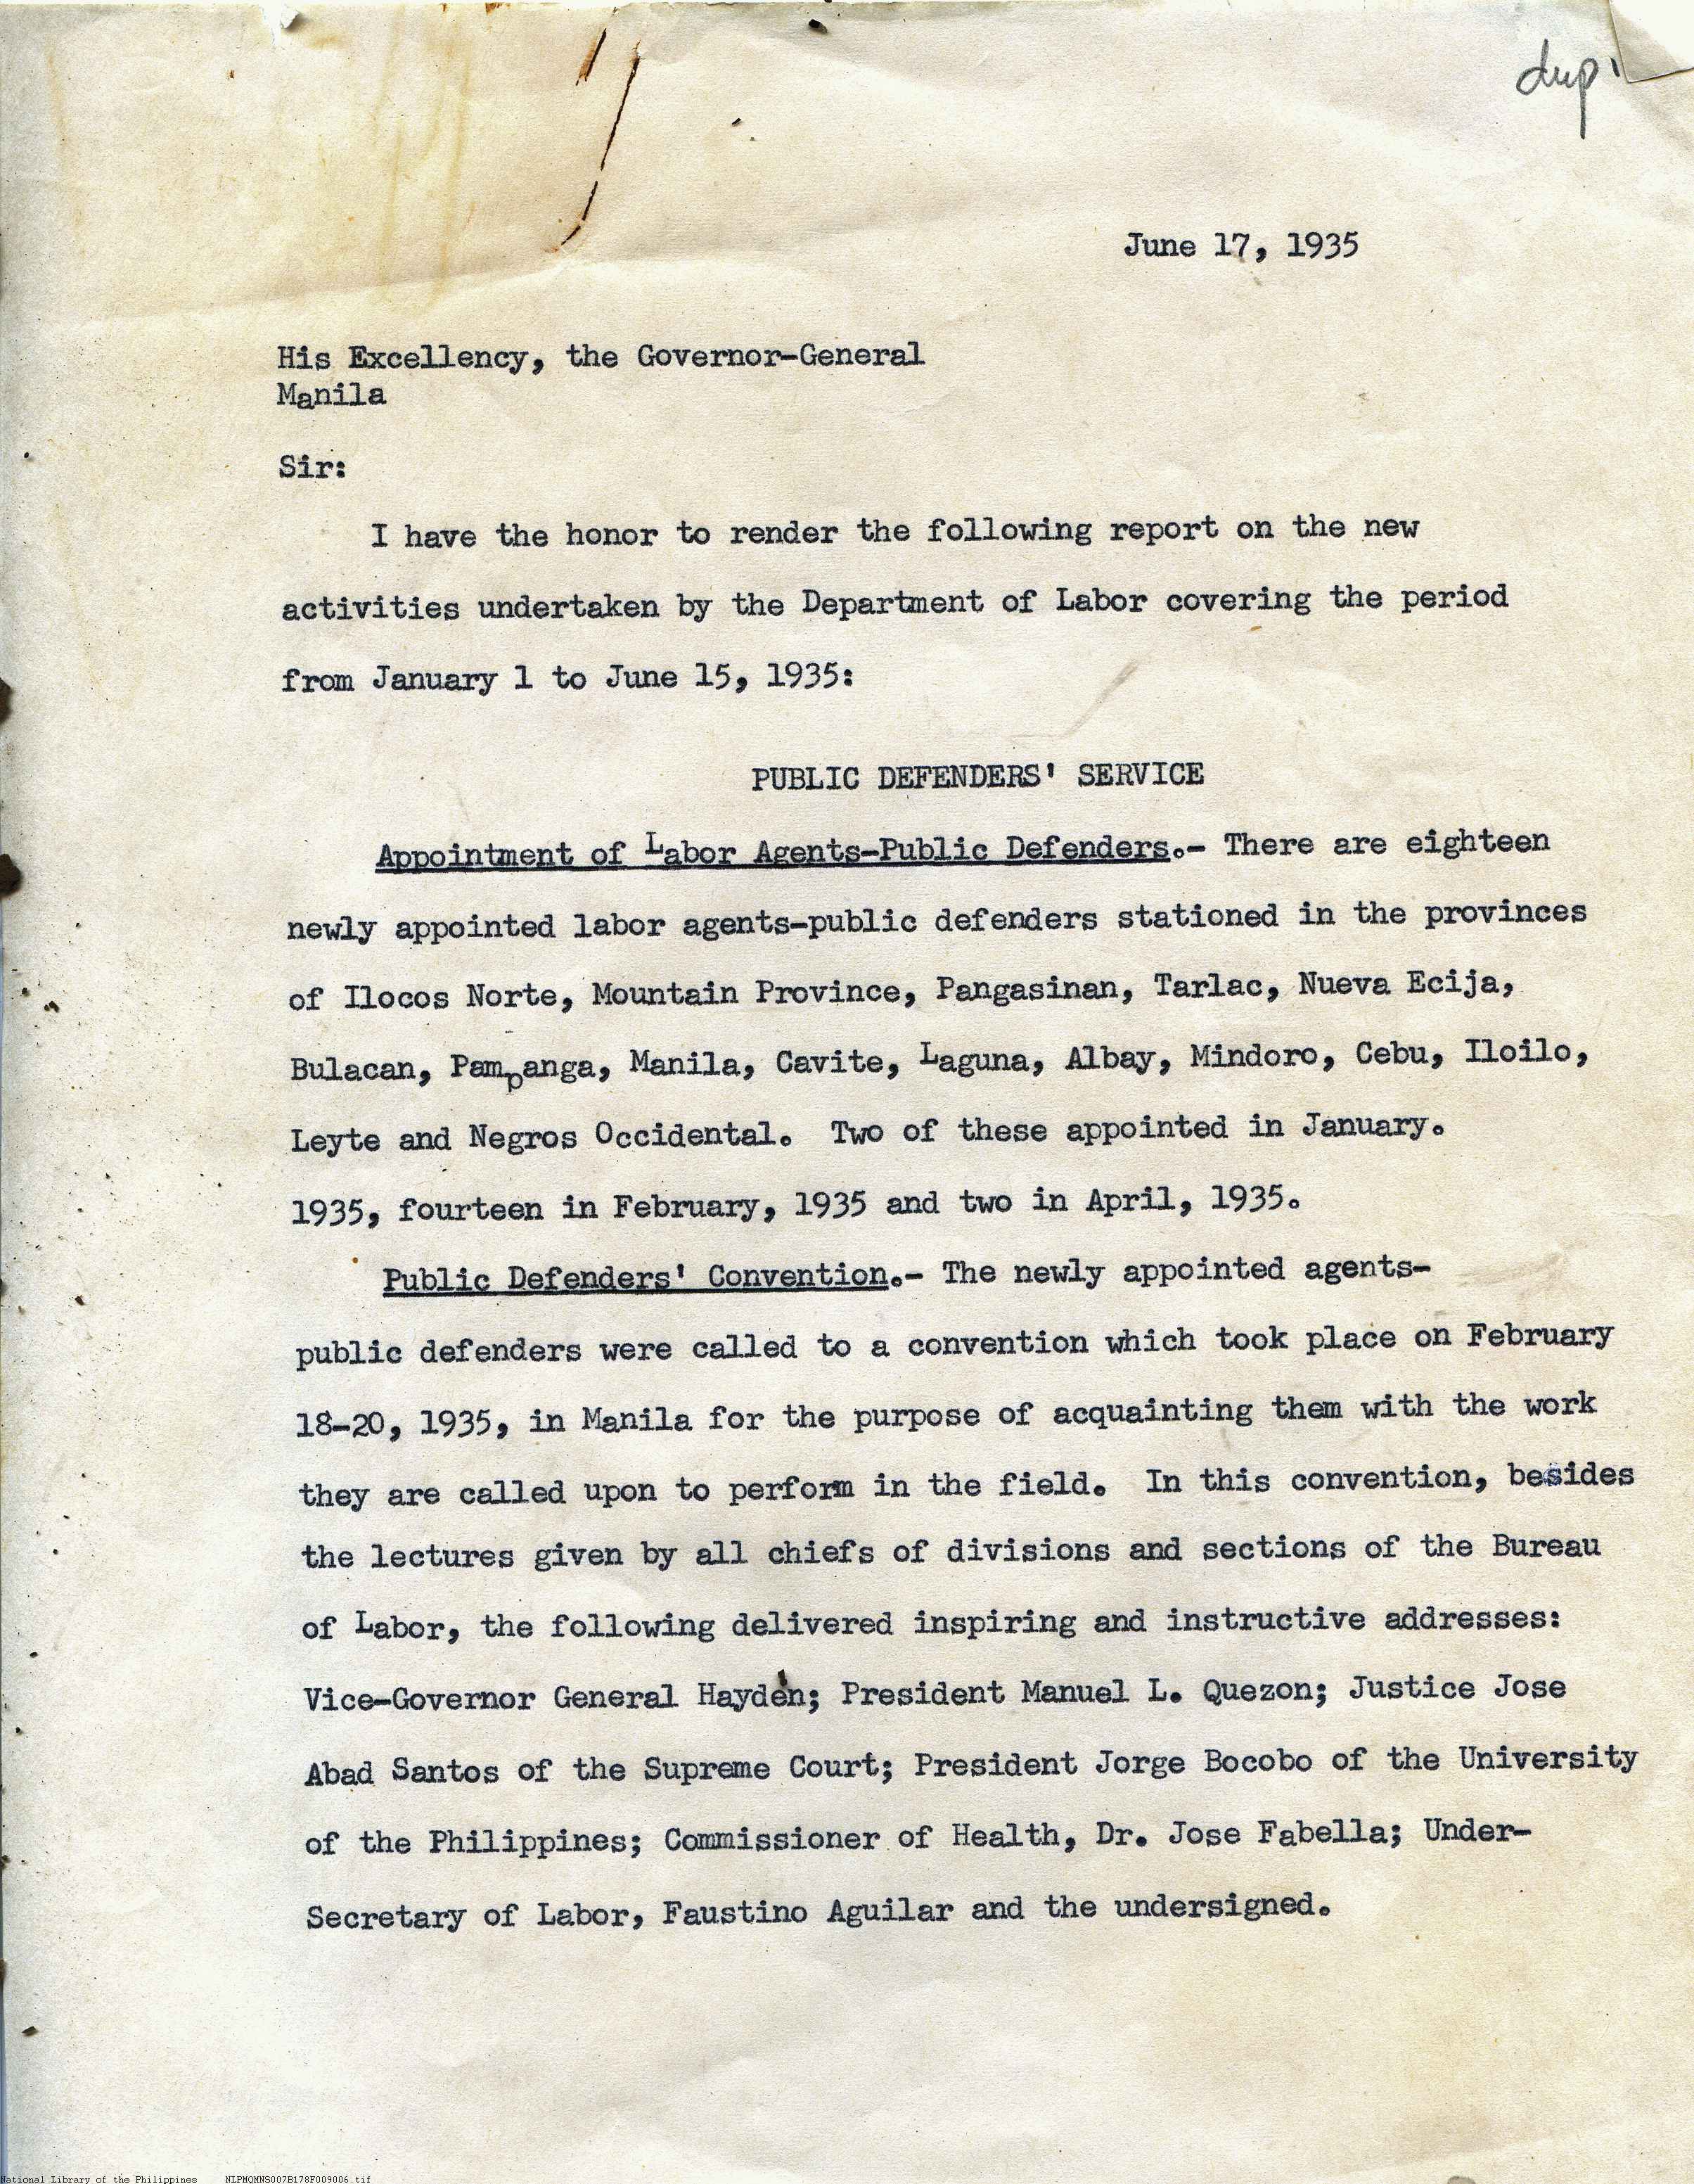 dup
June 17, 1935
His Excellency, the Governor-General
Manila
Sir:
I have the honor to render the following report on the new
activities undertaken by the Department of Labor covering the period
from January 1 to June 15, 1935:
PUBLIC DEFENDERS' SERVICE
Appointment of Labor Agents-Public Defenders.- There are eighteen
newly appointed labor agents-public defenders stationed in the provinces
of Ilocos Norte, Mountain Province, Pangasinan, Tarlac, Nueva Ecija,
Bulacan, Pampanga, Manila, Cavite, Laguna, Albay, Mindoro, Cebu, Iloilo,
Leyte and Negros Occidental. Two of these appointed in January.
1935, fourteen in February, 1935 and two in April, 1935.
Public Defenders' Convention.- The newly appointed agents-
public defenders were called to a convention which took place on February
18-20, 1935, in Manila for the purpose of acquainting them with the work
they are called upon to perform in the field. In this convention, besides
the lectures given by all chiefs of divisions and sections of the Bureau
of Labor, the following delivered inspiring and instructive addresses:
Vice-Governor General Hayden; President Manuel L. Quezon; Justice Jose
Abad Santos of the Supreme Court; President Jorge Bocobo of the University
of the Philippines; Commissioner of Health, Dr. Jose Fabella; Under-
Secretary of Labor, Faustino Aguilar and the undersigned.
National Library of the Philippines NLPMQMNS007B178F009006.tif